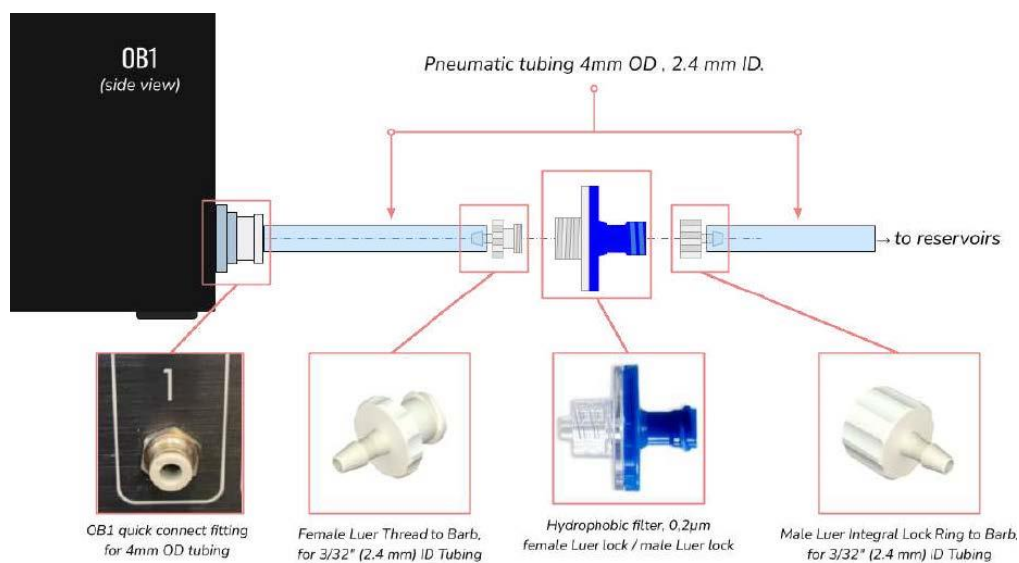 OB1
(side view)
Pneumatic tubing 4mm OD , 2.4 mm ID.
→ to reservoirs
1
OB1 quick connect fitting
for 4mm OD tubing
Female Luer Thread to Barb,
for 3/32" (2.4 mm) ID Tubing
Hydrophobic filter, 0,2µm
female Luer lock / male Luer lock
Male Luer Integral Lock Ring to Barb,
for 3/32" (2.4 mm) ID Tubing